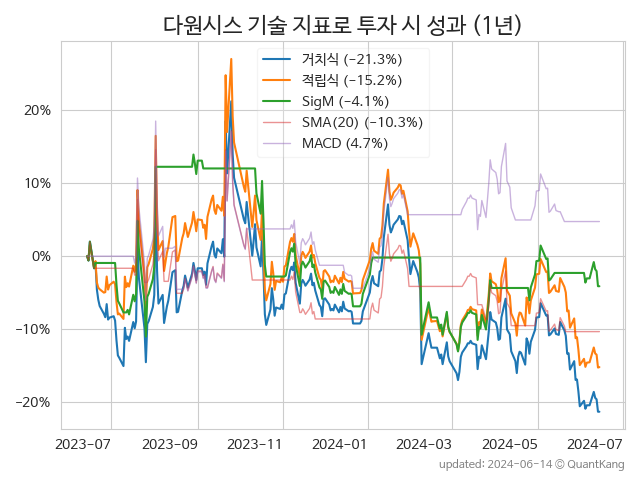 다원시스 기술 지표로 투자 시 성과 (1년)
거치식 (−21.3%)
적립식 (−15.2%)
SigM (−4.1%)
SMA(20) (−10.3%)
MACD (4.7%)
20%
10%
0%
−10%
−20%
2023-07 2023-09 2023-11 2024-01 2024-03 2024-05 2024-07
updated: 2024-06-14 © QuantKang